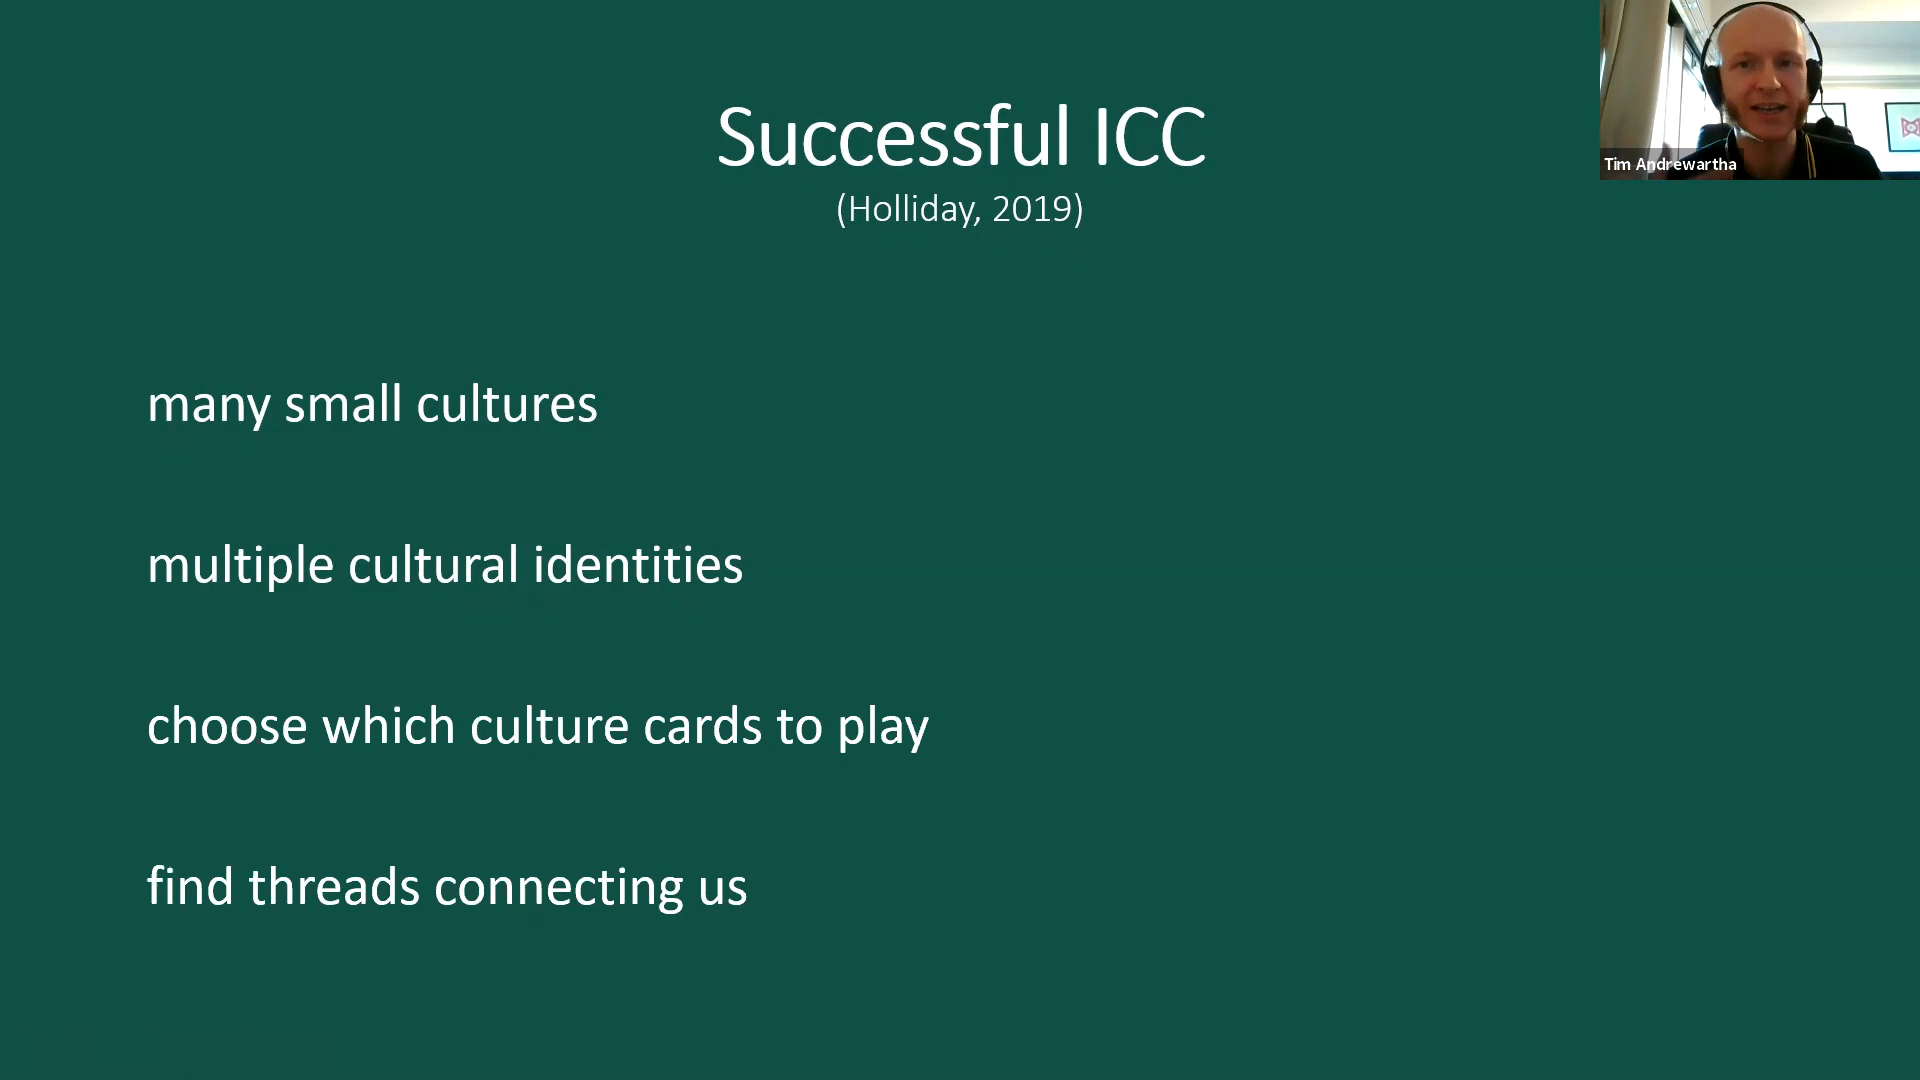 Successful ICC
(Holliday, 2019)
Tim Andrewartha
many small cultures
multiple cultural identities
choose which culture cards to play
find threads connecting us